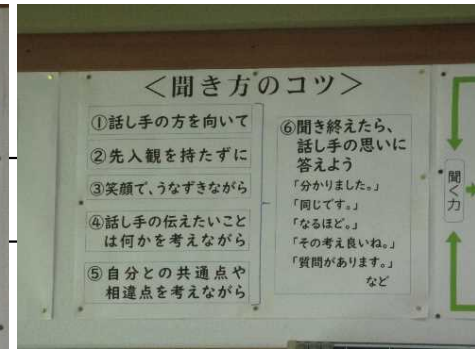 ＜聞き方のコツ＞
①話し手の方を向いて
②先入観を持たずに
③笑顔で、うなずきながら
④話し手の伝えたいこと
は何かを考えながら
⑤自分との共通点や
相違点を考えながら
⑥聞き終えたら、
話し手の思いに
答えよう
「分かりました。」
「同じです。」
「なるほど。」
「その考え良いね。」
「質問があります。」
など
聞く力